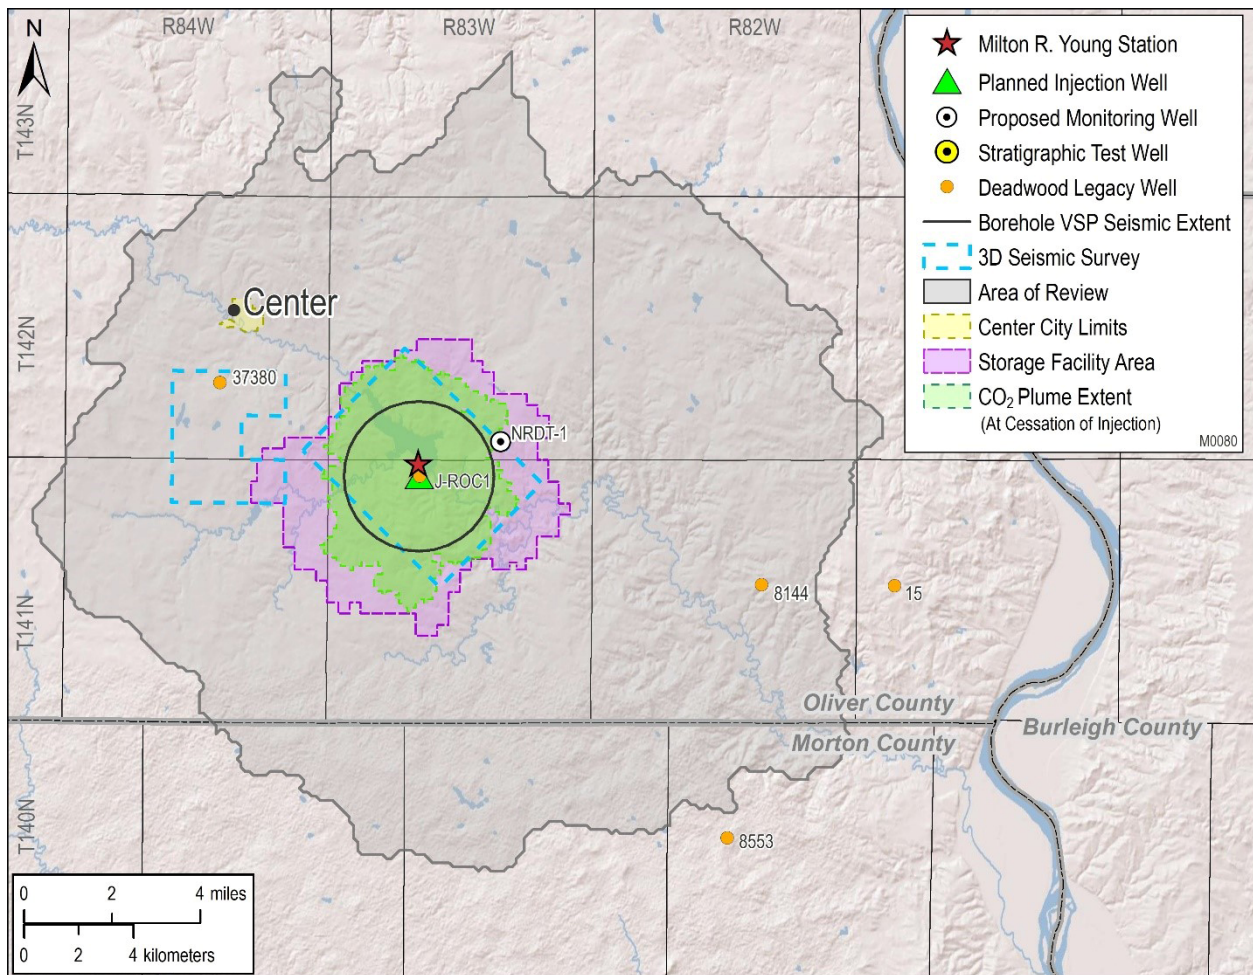 R84W
R83W
R82W
N
T143N
T142N
T141N
T140N
Milton R. Young Station
Planned Injection Well
Proposed Monitoring Well
Stratigraphic Test Well
Deadwood Legacy Well
Borehole VSP Seismic Extent
3D Seismic Survey
Area of Review
Center City Limits
Storage Facility Area
CO₂ Plume Extent
(At Cessation of Injection)
M0080
Center
37380
NRDT-1
J-ROC1
8144
15
Oliver County
Burleigh County
Morton County
8553
0 2 4 miles
0 2 4 kilometers